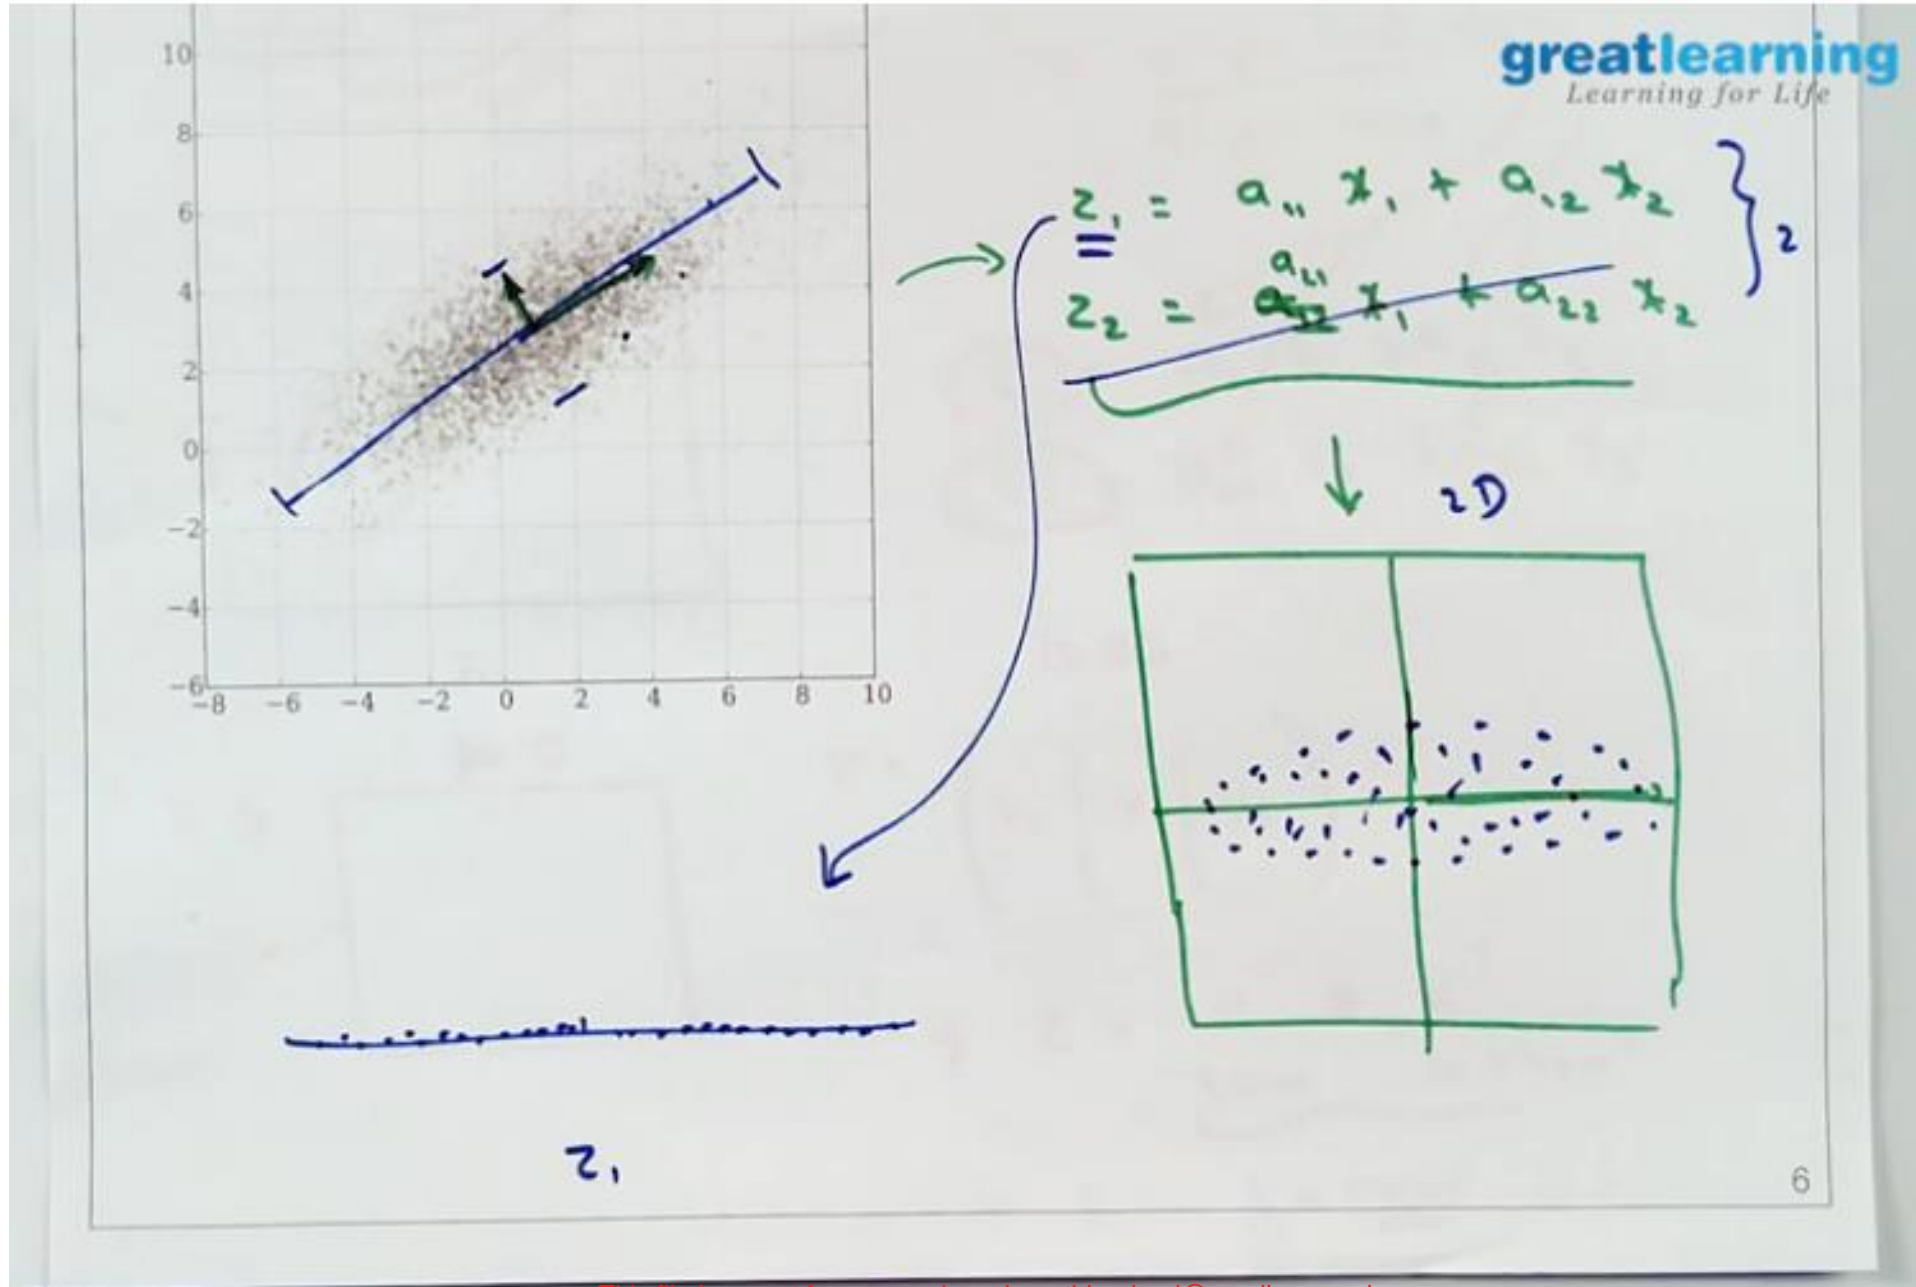 greatlearning
Learning for Life
10
8
6
4
2
0
−2
−4
−6
−8 −6 −4 −2 0 2 4 6 8 10
z₁ = a₁₁ x₁ + a₁₂ x₂
a₂₁
z₂ = x₁ + a₂₂ x₂
2
2D
z₁
6